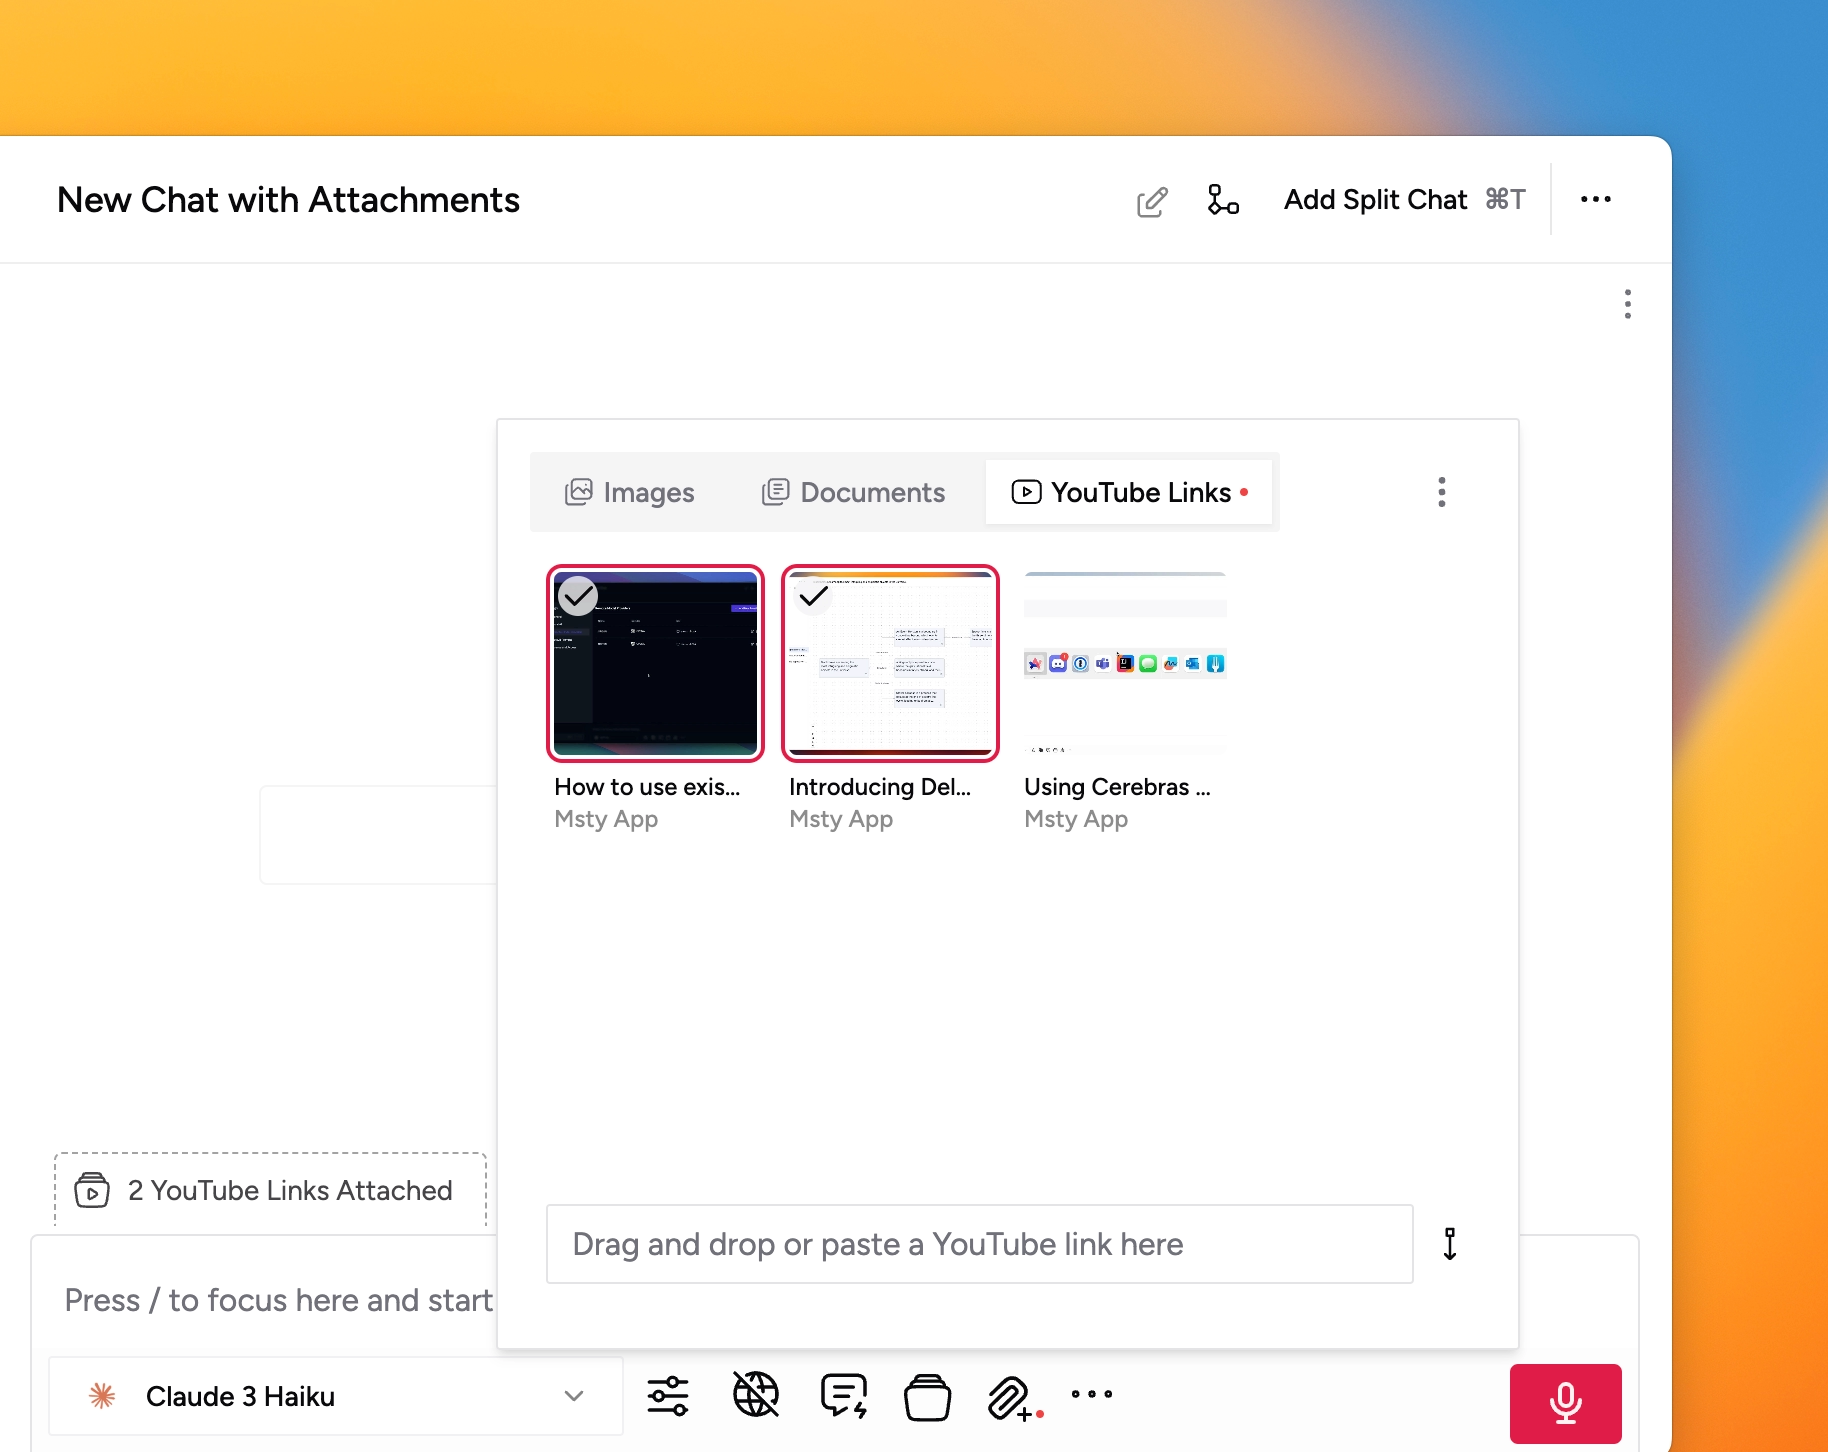 New Chat with Attachments
Add Split Chat ⌘T
Images
Documents
YouTube Links
How to use exis...
Msty App
Introducing Del...
Msty App
Using Cerebras ...
Msty App
2 YouTube Links Attached
Drag and drop or paste a YouTube link here
Press / to focus here and start
Claude 3 Haiku